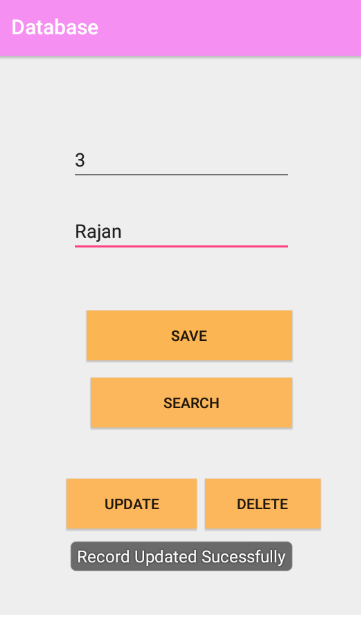 Database
3
Rajan
SAVE
SEARCH
UPDATE DELETE
Record Updated Sucessfully